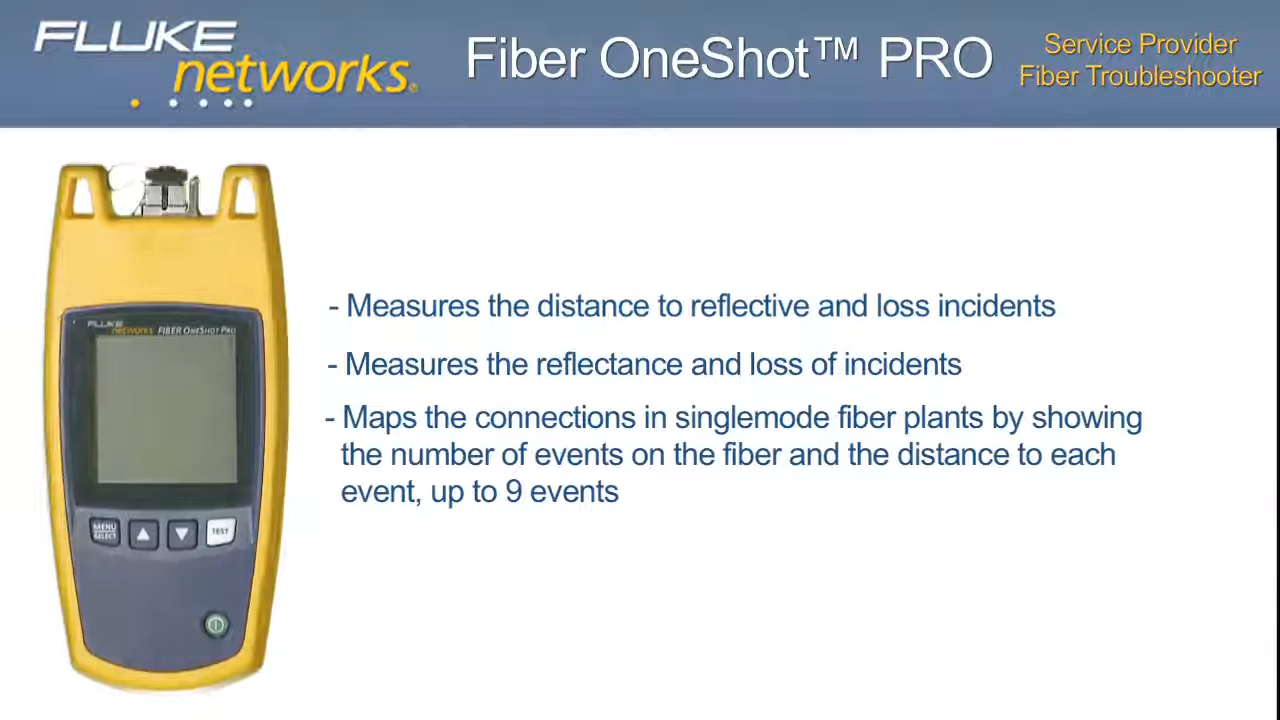 FLUKE
networks®
Fiber OneShot™ PRO
Service Provider
Fiber Troubleshooter
FLUKE
networks FIBER ONESHOT PRO
MENU
SELECT
TEST
- Measures the distance to reflective and loss incidents
- Measures the reflectance and loss of incidents
- Maps the connections in singlemode fiber plants by showing
the number of events on the fiber and the distance to each
event, up to 9 events